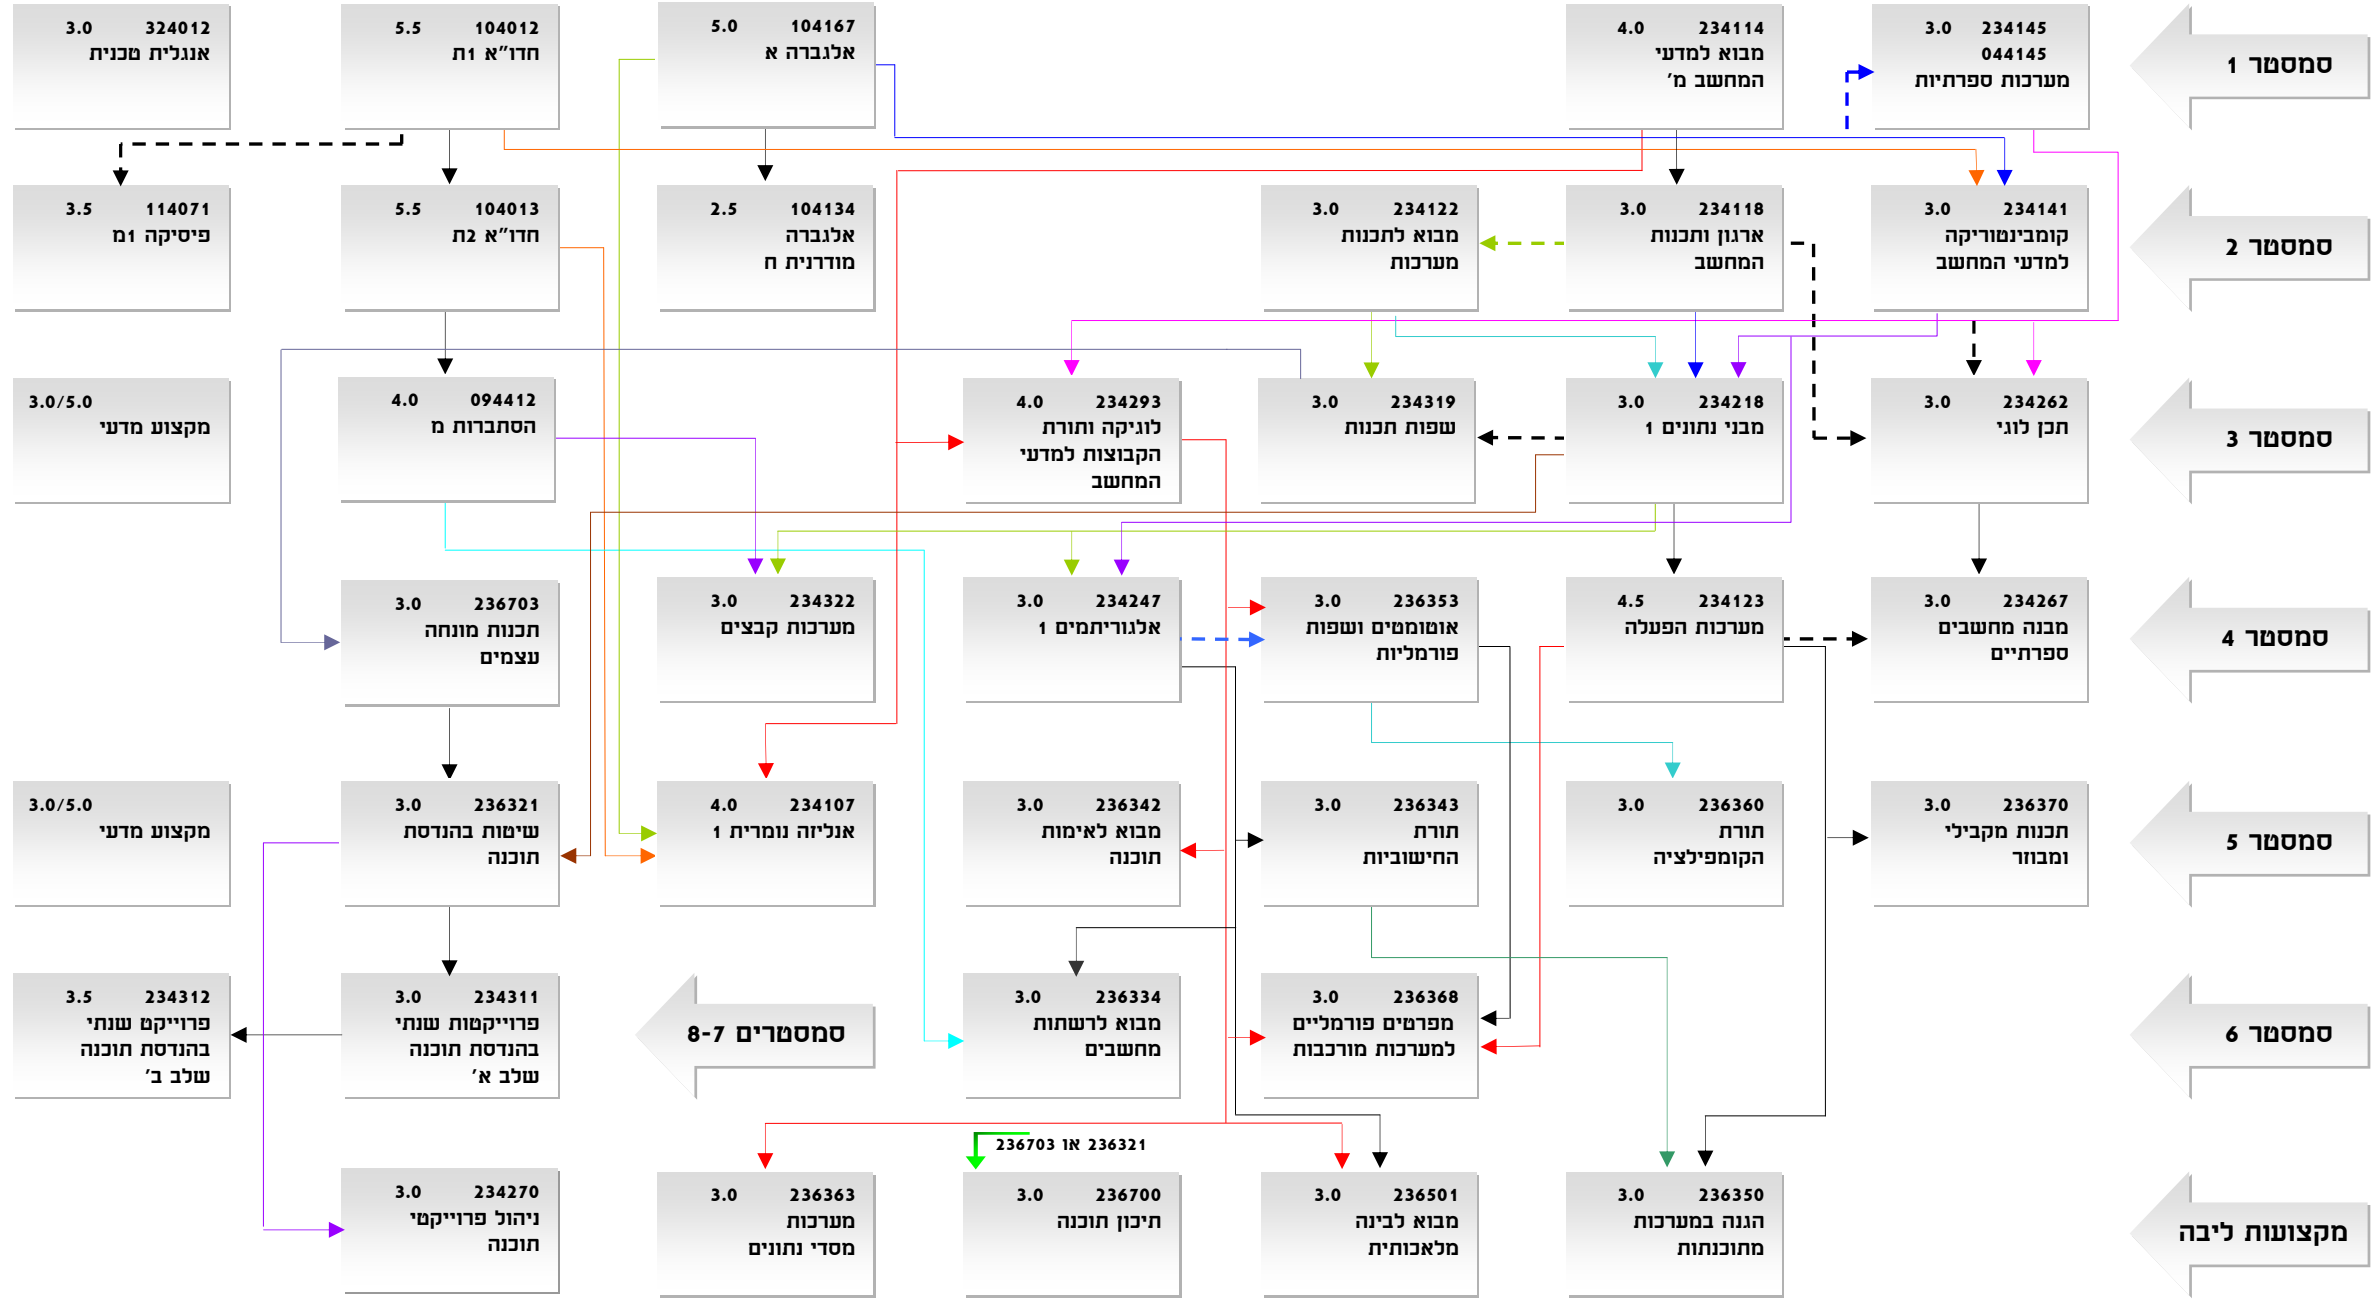 סמסטר 1
234145 3.0
044145
מערכות ספרתיות
234114 4.0
מבוא למדעי
המחשב מ'
104167 5.0
אלגברה א
104012 5.5
חדו"א 1ת
324012 3.0
אנגלית טכנית
סמסטר 2
234141 3.0
קומבינטוריקה
למדעי המחשב
234118 3.0
ארגון ותכנות
המחשב
234122 3.0
מבוא לתכנות
מערכות
104134 2.5
אלגברה
מודרנית ח
104013 5.5
חדו"א 2ת
114071 3.5
פיסיקה 1מ
סמסטר 3
234262 3.0
תכן לוגי
234218 3.0
מבני נתונים 1
234319 3.0
שפות תכנות
234293 4.0
לוגיקה ותורת
הקבוצות למדעי
המחשב
094412 4.0
הסתברות מ
3.0/5.0
מקצוע מדעי
סמסטר 4
234267 3.0
מבנה מחשבים
ספרתיים
234123 4.5
מערכות הפעלה
236353 3.0
אוטומטים ושפות
פורמליות
234247 3.0
אלגוריתמים 1
234322 3.0
מערכות קבצים
236703 3.0
תכנות מונחה
עצמים
סמסטר 5
236370 3.0
תכנות מקבילי
ומבוזר
236360 3.0
תורת
הקומפילציה
236343 3.0
תורת
החישוביות
236342 3.0
מבוא לאימות
תוכנה
234107 4.0
אנליזה נומרית 1
236321 3.0
שיטות בהנדסת
תוכנה
3.0/5.0
מקצוע מדעי
סמסטר 6
236368 3.0
מפרטים פורמליים
למערכות מורכבות
236334 3.0
מבוא לרשתות
מחשבים
סמסטרים 8-7
234311 3.0
פרוייקטות שנתי
בהנדסת תוכנה
שלב א'
234312 3.5
פרוייקט שנתי
בהנדסת תוכנה
שלב ב'
מקצועות ליבה
236350 3.0
הגנה במערכות
מתוכנתות
236501 3.0
מבוא לבינה
מלאכותית
236321 או 236703
236700 3.0
תיכון תוכנה
236363 3.0
מערכות
מסדי נתונים
234270 3.0
ניהול פרוייקטי
תוכנה